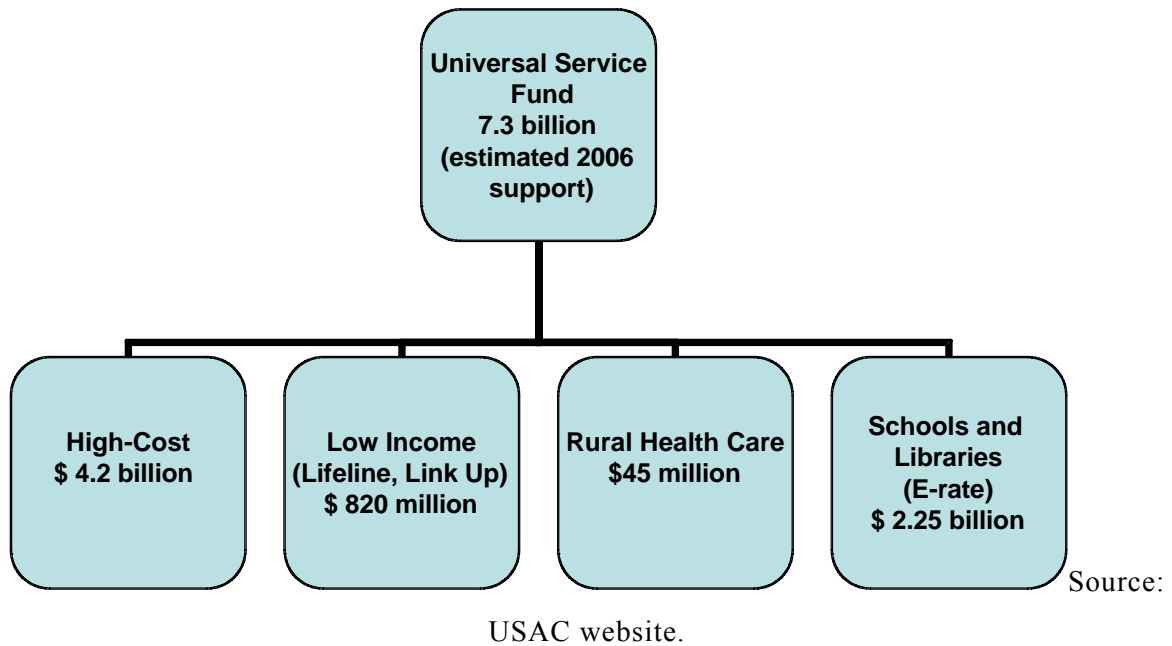 Universal Service
Fund
7.3 billion
(estimated 2006
support)
High-Cost
$ 4.2 billion
Low Income
(Lifeline, Link Up)
$ 820 million
Rural Health Care
$45 million
Schools and
Libraries
(E-rate)
$ 2.25 billion
Source:
USAC website.